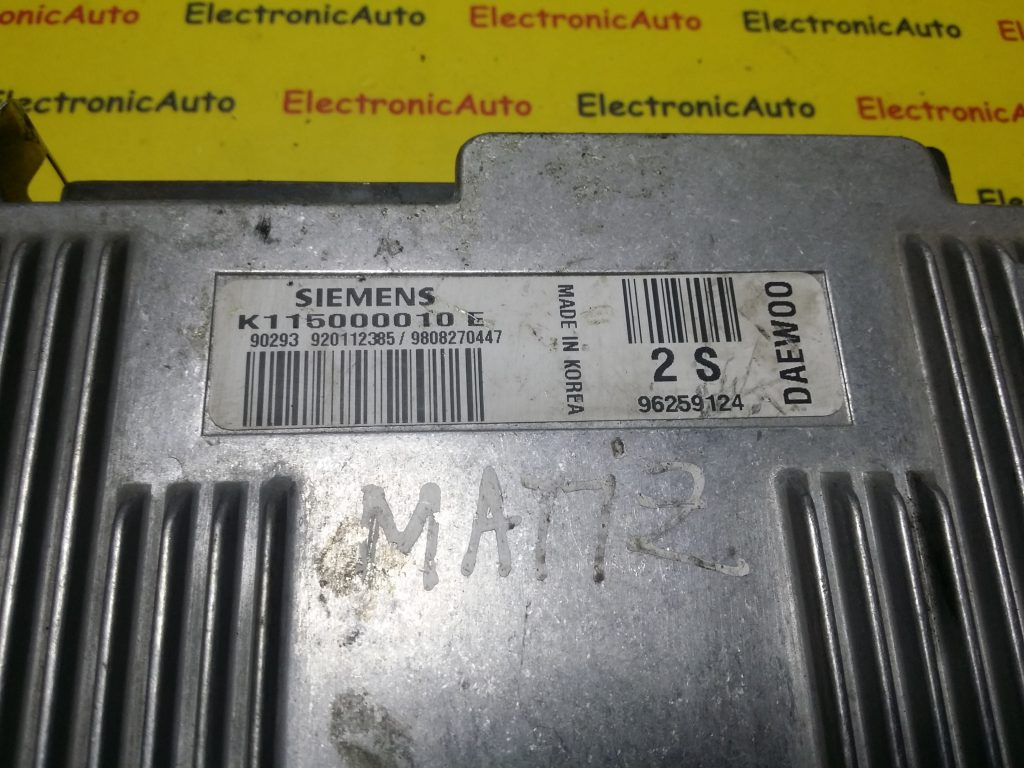 ElectronicAuto ElectronicAuto ElectronicAuto
ElectronicAuto ElectronicAuto ElectronicAuto ElectronicAuto
SIEMENS
K115000010 E
90293 920112385 / 9808270447
MADE IN KOREA
2 S
96259124
DAEWOO
MATIZ